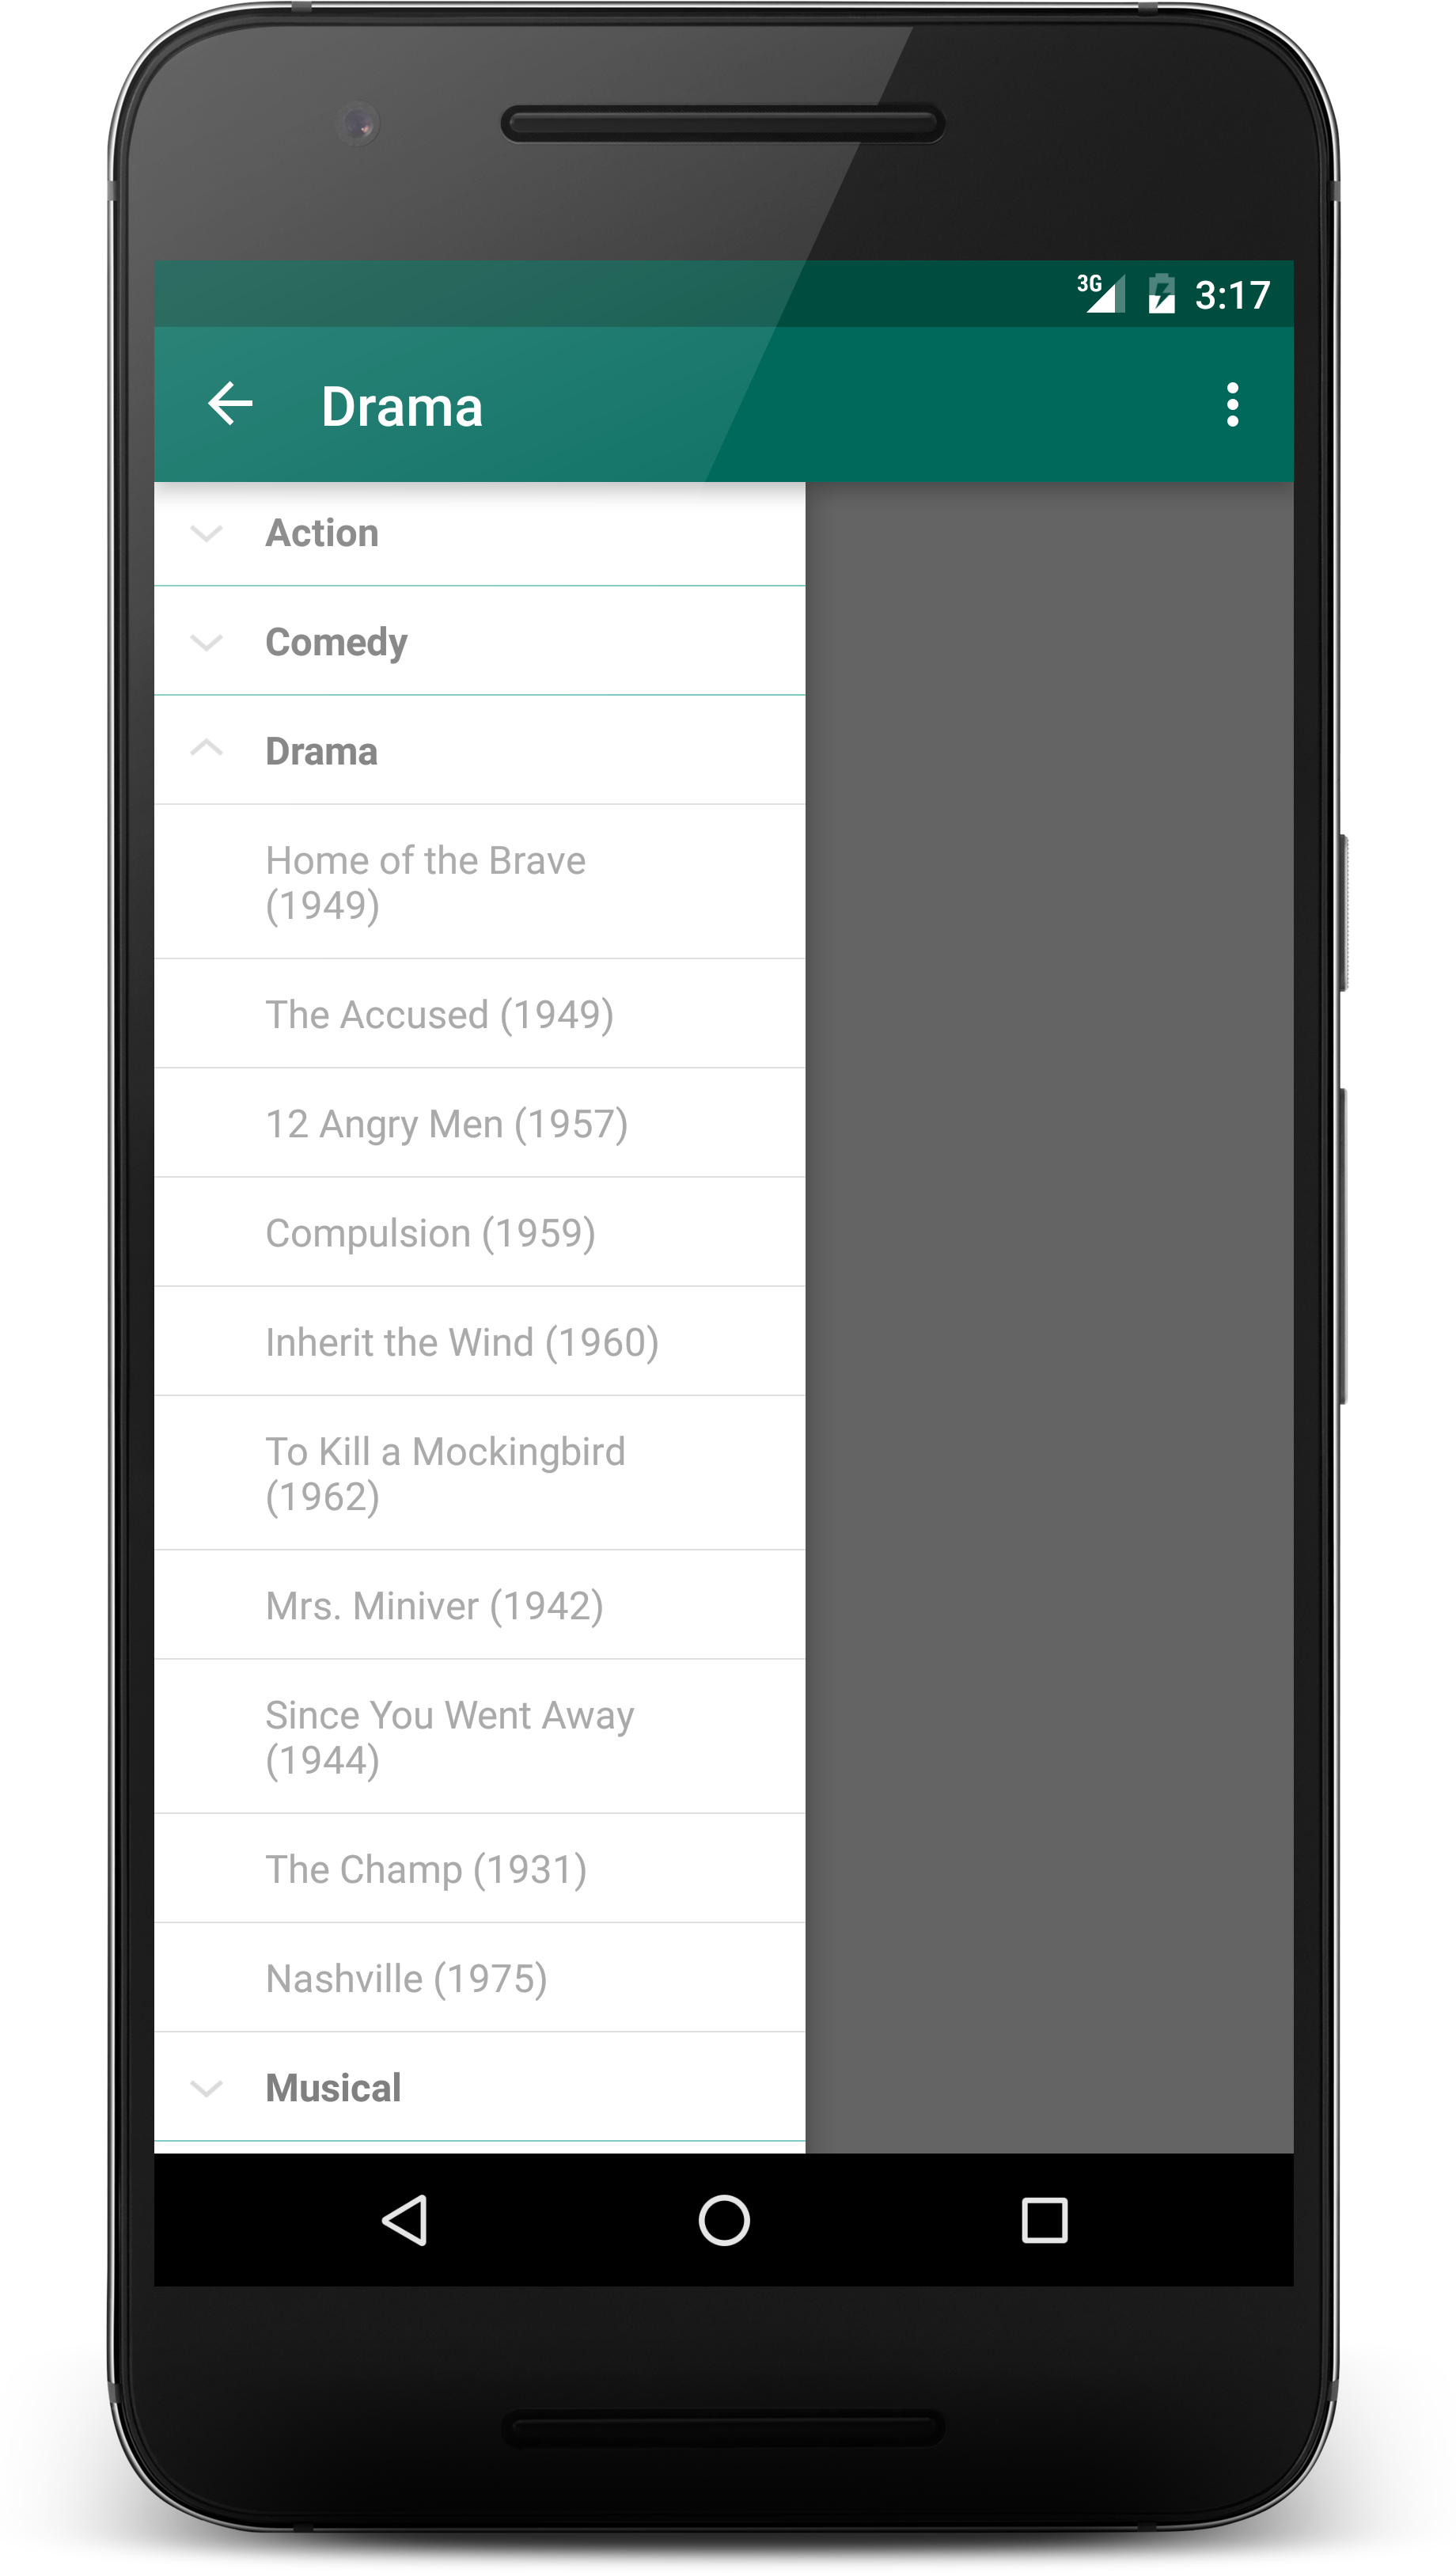 3G 3:17
Drama
Action
Comedy
Drama
Home of the Brave
(1949)
The Accused (1949)
12 Angry Men (1957)
Compulsion (1959)
Inherit the Wind (1960)
To Kill a Mockingbird
(1962)
Mrs. Miniver (1942)
Since You Went Away
(1944)
The Champ (1931)
Nashville (1975)
Musical